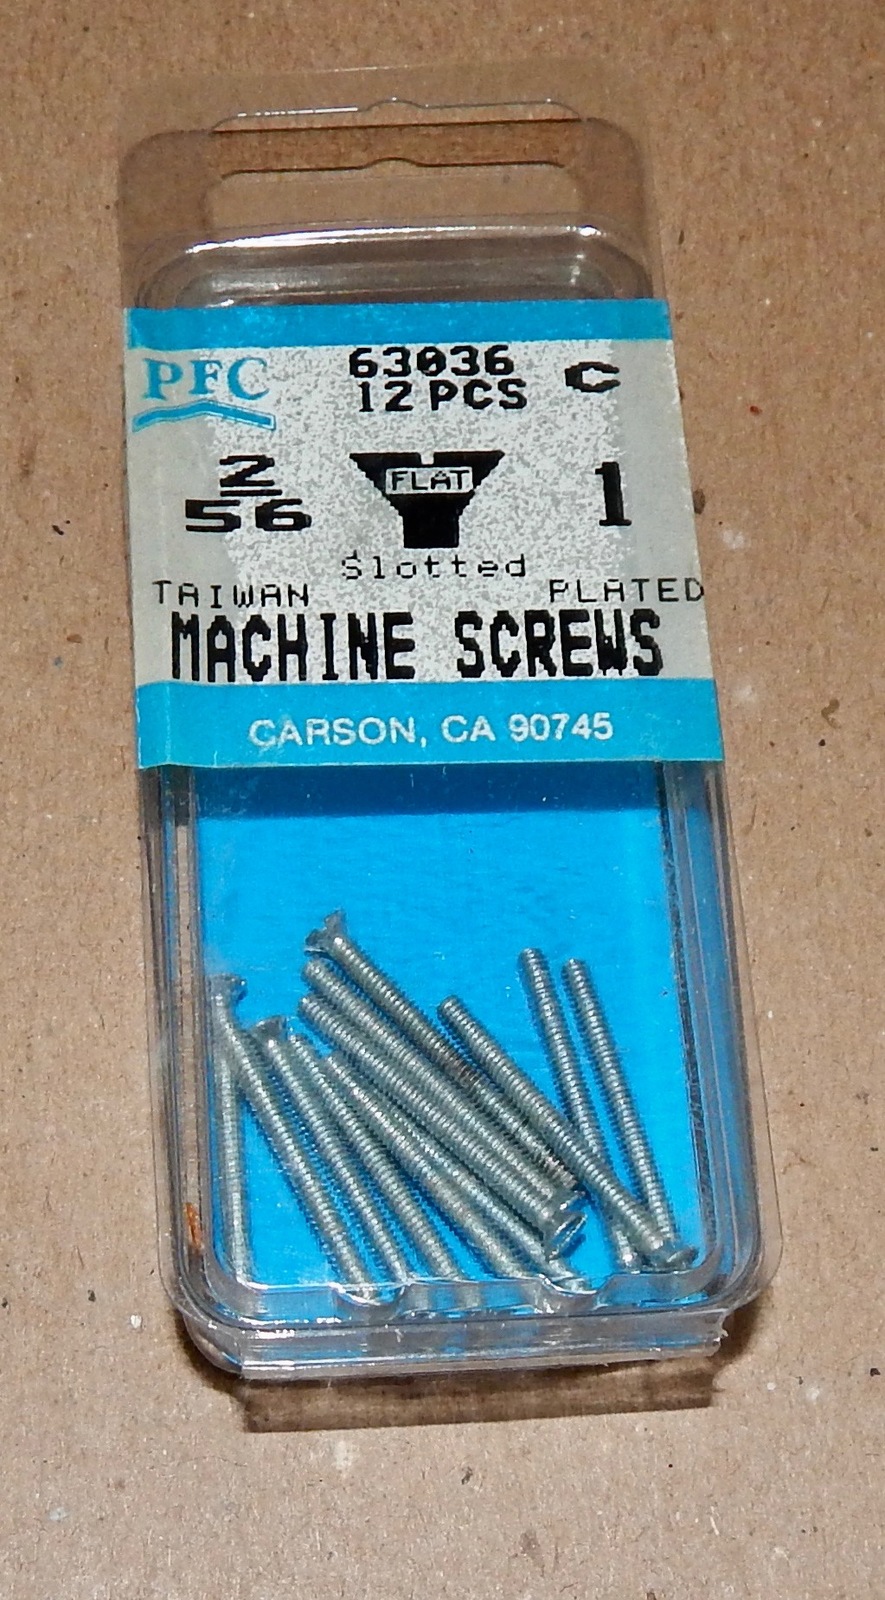 PFC
63036 C
12 PCS
2
56
FLAT
1
Slotted
TAIWAN PLATED
MACHINE SCREWS
CARSON, CA 90745